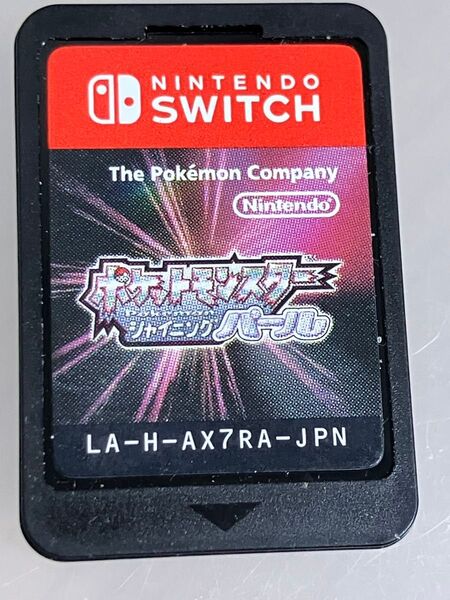 NINTENDO
SWITCH
The Pokémon Company
Nintendo
ポケットモンスター
Pokémon
シャイニング パール
LA-H-AX7RA-JPN